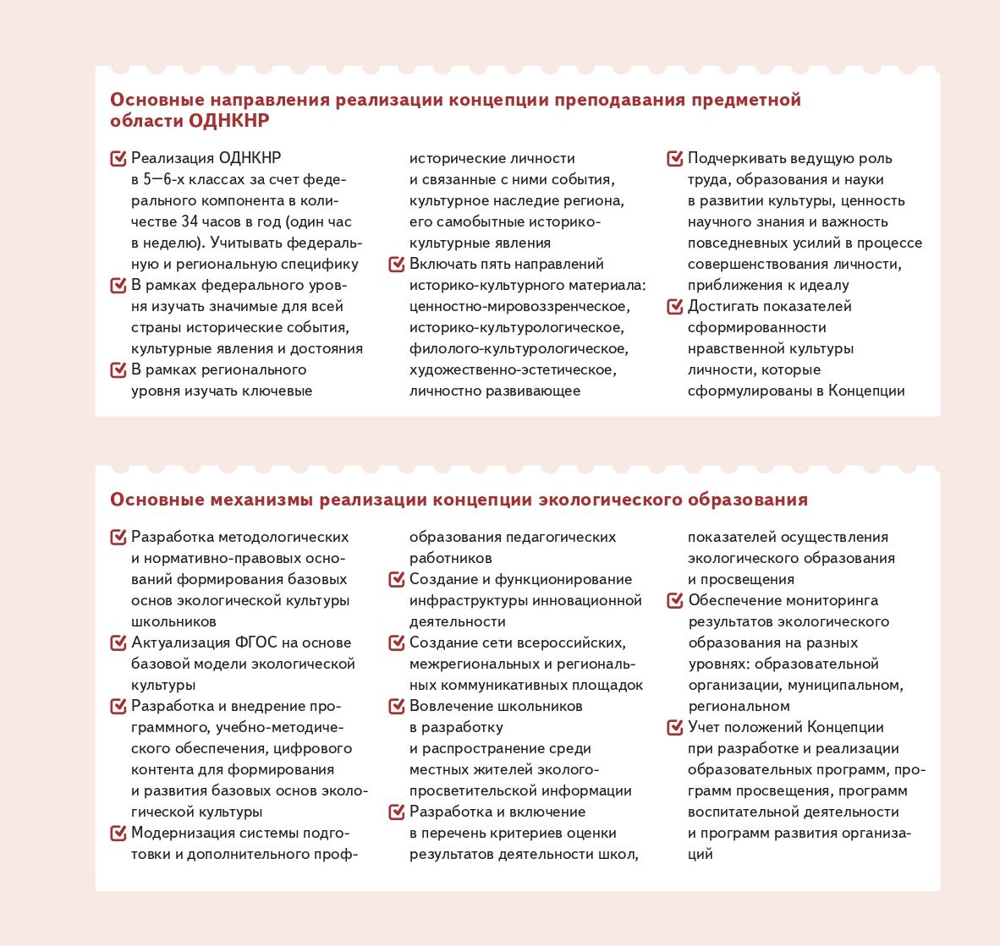 Основные направления реализации концепции преподавания предметной
области ОДНКНР
Реализация ОДНКНР
в 5—6-х классах за счет феде-
рального компонента в коли-
честве 34 часов в год (один час
в неделю). Учитывать федераль-
ную и региональную специфику
В рамках федерального уров-
ня изучать значимые для всей
страны исторические события,
культурные явления и достояния
В рамках регионального
уровня изучать ключевые
исторические личности
и связанные с ними события,
культурное наследие региона,
его самобытные историко-
культурные явления
Включать пять направлений
историко-культурного материала:
ценностно-мировоззренческое,
историко-культурологическое,
филолого-культурологическое,
художественно-эстетическое,
личностно развивающее
Подчеркивать ведущую роль
труда, образования и науки
в развитии культуры, ценность
научного знания и важность
повседневных усилий в процессе
совершенствования личности,
приближения к идеалу
Достигать показателей
сформированности
нравственной культуры
личности, которые
сформулированы в Концепции
Основные механизмы реализации концепции экологического образования
Разработка методологических
и нормативно-правовых осно-
ваний формирования базовых
основ экологической культуры
школьников
Актуализация ФГОС на основе
базовой модели экологической
культуры
Разработка и внедрение про-
граммного, учебно-методиче-
ского обеспечения, цифрового
контента для формирования
и развития базовых основ эколо-
гической культуры
Модернизация системы подго-
товки и дополнительного проф-
образования педагогических
работников
Создание и функционирование
инфраструктуры инновационной
деятельности
Создание сети всероссийских,
межрегиональных и региональ-
ных коммуникативных площадок
Вовлечение школьников
в разработку
и распространение среди
местных жителей эколого-
просветительской информации
Разработка и включение
в перечень критериев оценки
результатов деятельности школ,
показателей осуществления
экологического образования
и просвещения
Обеспечение мониторинга
результатов экологического
образования на разных
уровнях: образовательной
организации, муниципальном,
региональном
Учет положений Концепции
при разработке и реализации
образовательных программ, про-
грамм просвещения, программ
воспитательной деятельности
и программ развития организа-
ций